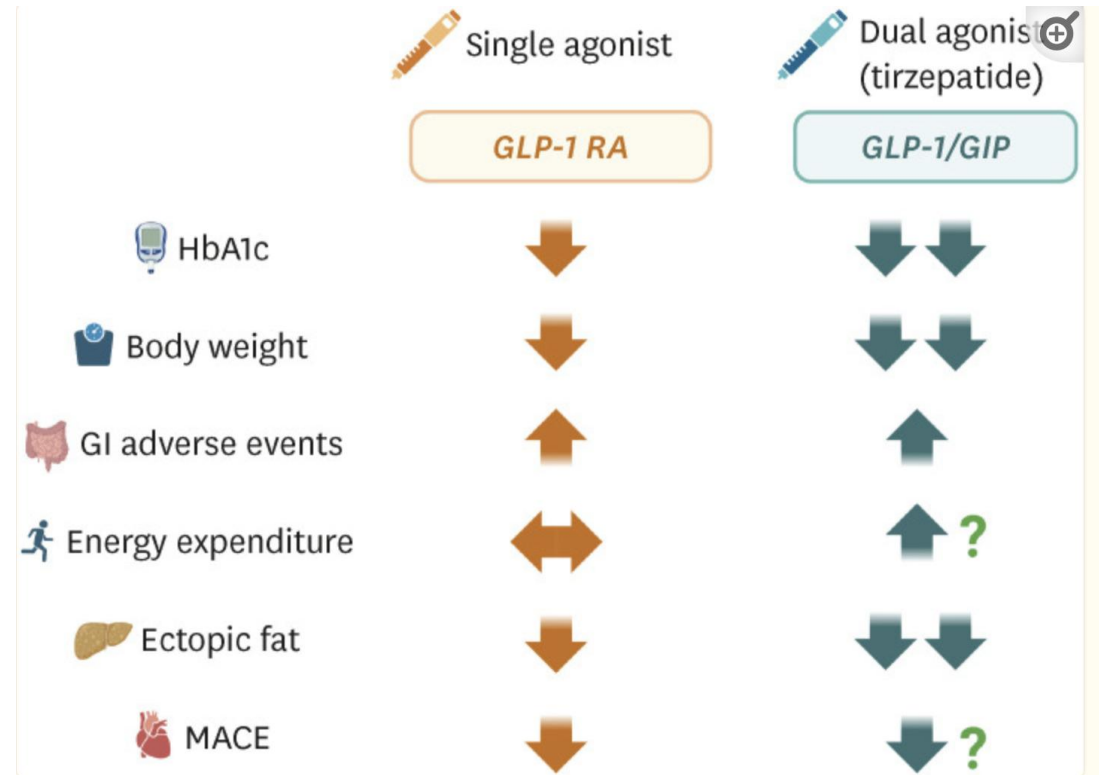 Single agonist
Dual agonist
(tirzepatide)
GLP-1 RA
GLP-1/GIP
HbA1c
Body weight
GI adverse events
Energy expenditure
?
Ectopic fat
MACE
?